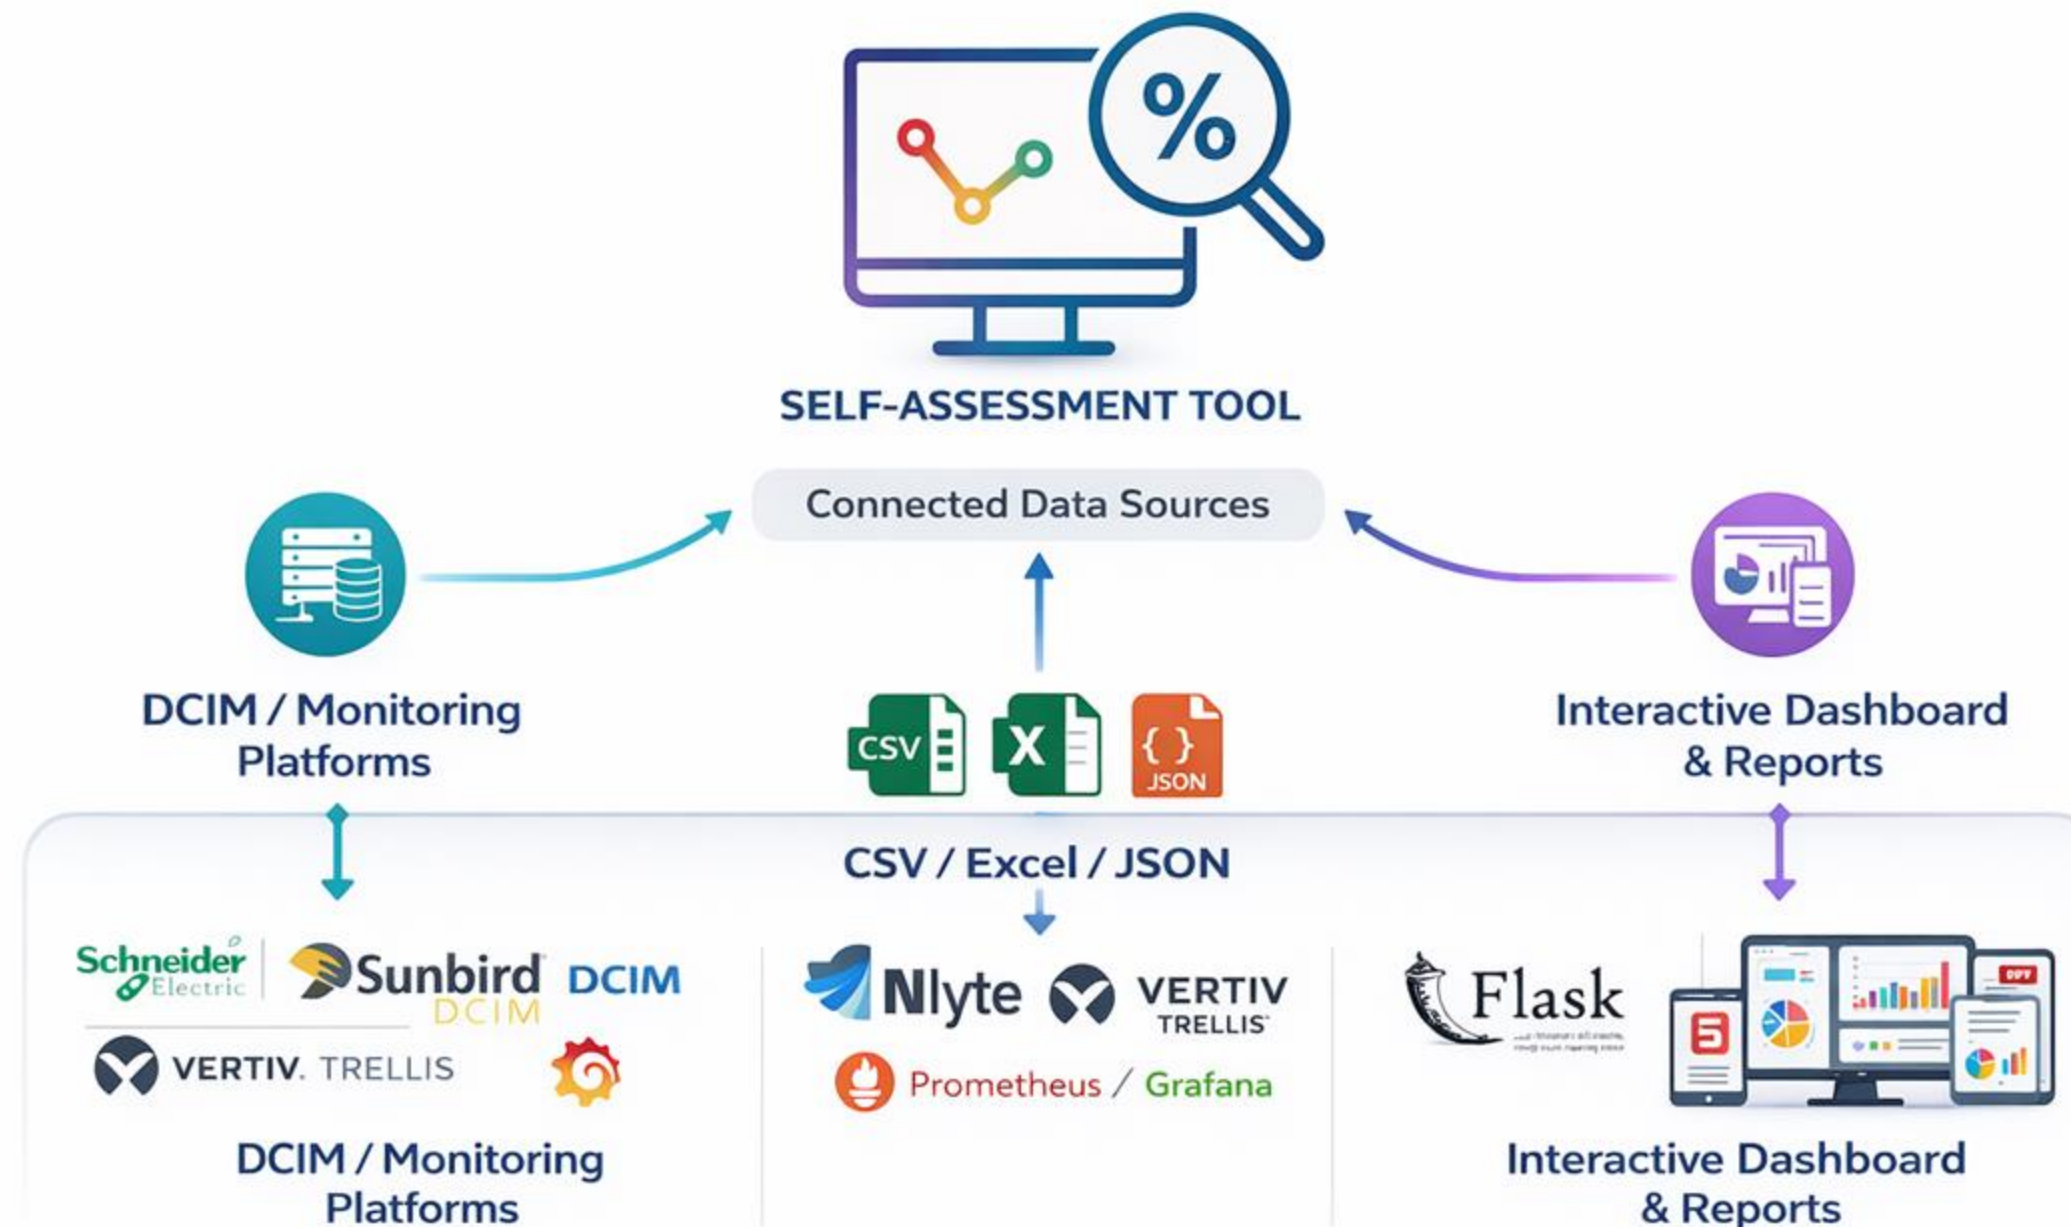 %
SELF-ASSESSMENT TOOL
Connected Data Sources
DCIM / Monitoring
Platforms
CSV
X
{ }
JSON
Interactive Dashboard
& Reports
CSV / Excel / JSON
Schneider
Electric
Sunbird
DCIM
DCIM
VERTIV. TRELLIS
Nlyte
VERTIV
TRELLIS
Prometheus / Grafana
Flask
5
DCIM / Monitoring
Platforms
Interactive Dashboard
& Reports